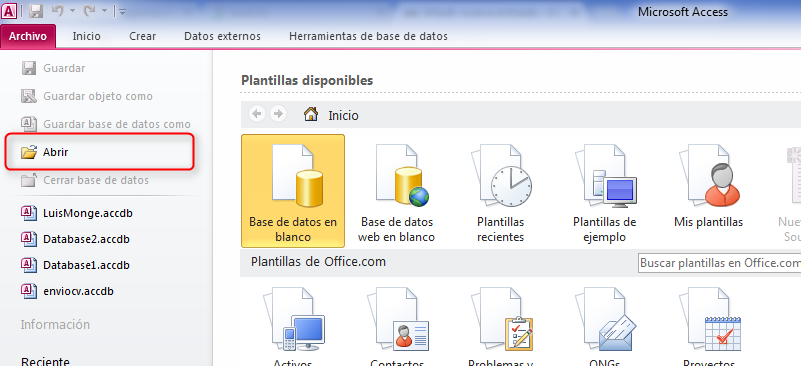 Microsoft Access
Archivo
Inicio
Crear
Datos externos
Herramientas de base de datos
Guardar
Guardar objeto como
Guardar base de datos como
Abrir
Cerrar base de datos
LuisMonge.accdb
Database2.accdb
Database1.accdb
enviocv.accdb
Información
Reciente
Plantillas disponibles
Inicio
Base de datos en
blanco
Base de datos
web en blanco
Plantillas
recientes
Plantillas de
ejemplo
Mis plantillas
Nue
Sou
Plantillas de Office.com
Buscar plantillas en Office.com
Activos
Contactos
Problemas y
ONGs
Proyectos